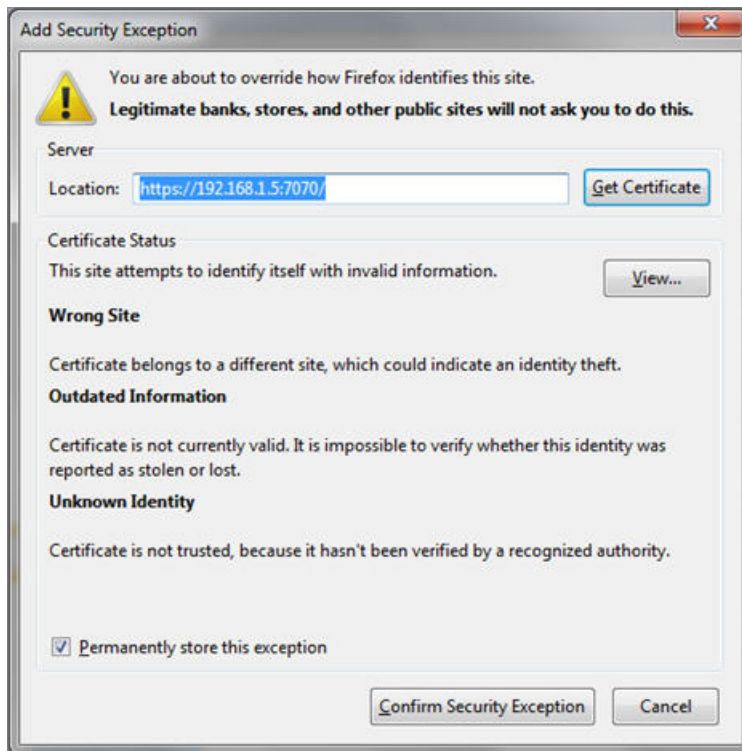 Add Security Exception
You are about to override how Firefox identifies this site.
Legitimate banks, stores, and other public sites will not ask you to do this.
Server
Location: https://192.168.1.5:7070/ Get Certificate
Certificate Status
This site attempts to identify itself with invalid information. View...
Wrong Site
Certificate belongs to a different site, which could indicate an identity theft.
Outdated Information
Certificate is not currently valid. It is impossible to verify whether this identity was
reported as stolen or lost.
Unknown Identity
Certificate is not trusted, because it hasn't been verified by a recognized authority.
Permanently store this exception
Confirm Security Exception Cancel